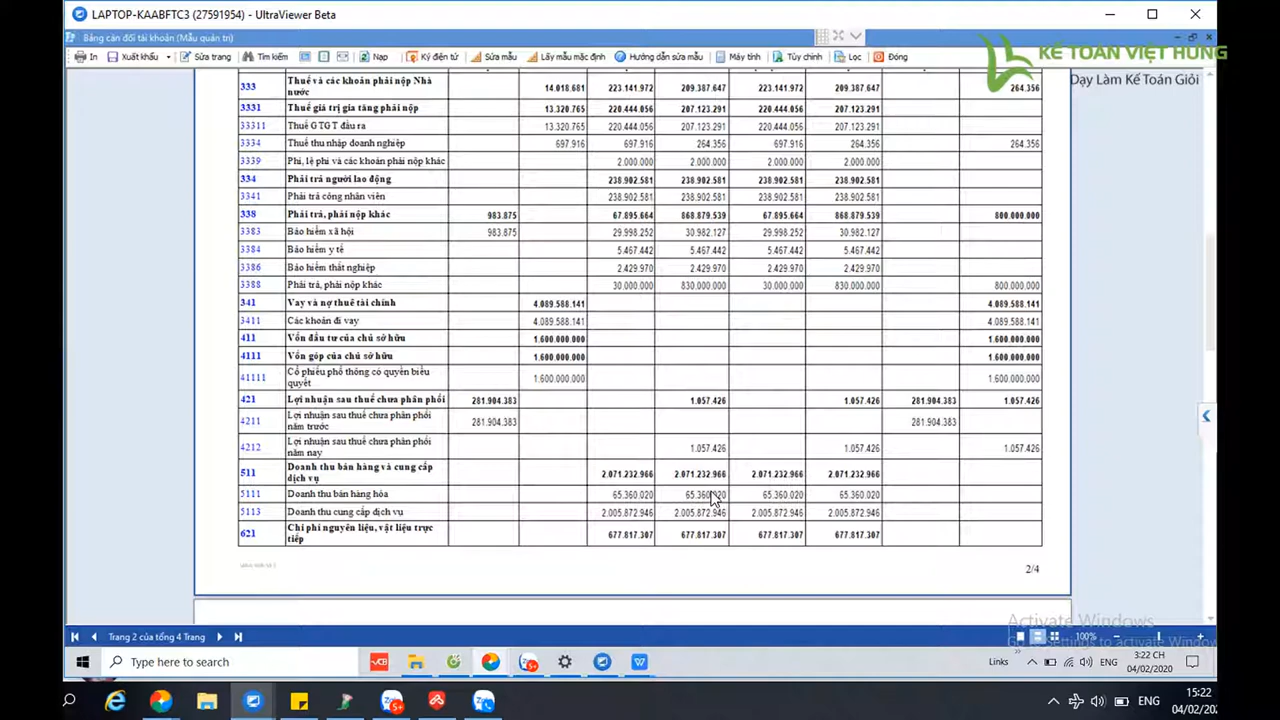 LAPTOP-KAABFTC3 (27591954) - UltraViewer Beta
Bảng cân đối tài khoản (Mẫu quản trị)
In Xuất khẩu Sửa trang Tìm kiếm Nạp Ký điện tử Sửa mẫu Lấy mẫu mặc định Hướng dẫn sửa mẫu Máy tính Tùy chỉnh Lọc Đóng
KẾ TOÁN VIỆT HƯNG
Dạy Làm Kế Toán Giỏi
333 Thuế và các khoản phải nộp Nhà nước 14.018.681 223.141.972 209.387.647 223.141.972 209.387.647 264.356
3331 Thuế giá trị gia tăng phải nộp 13.320.765 220.444.056 207.123.291 220.444.056 207.123.291
33311 Thuế GTGT đầu ra 13.320.765 220.444.056 207.123.291 220.444.056 207.123.291
3334 Thuế thu nhập doanh nghiệp 697.916 697.916 264.356 697.916 264.356 264.356
3339 Phí, lệ phí và các khoản phải nộp khác 2.000.000 2.000.000 2.000.000 2.000.000
334 Phải trả người lao động 238.902.581 238.902.581 238.902.581 238.902.581
3341 Phải trả công nhân viên 238.902.581 238.902.581 238.902.581 238.902.581
338 Phải trả, phải nộp khác 983.875 67.895.664 868.879.539 67.895.664 868.879.539 800.000.000
3383 Bảo hiểm xã hội 983.875 29.998.252 30.982.127 29.998.252 30.982.127
3384 Bảo hiểm y tế 5.467.442 5.467.442 5.467.442 5.467.442
3386 Bảo hiểm thất nghiệp 2.429.970 2.429.970 2.429.970 2.429.970
3388 Phải trả, phải nộp khác 30.000.000 830.000.000 30.000.000 830.000.000 800.000.000
341 Vay và nợ thuê tài chính 4.089.588.141 4.089.588.141
3411 Các khoản đi vay 4.089.588.141 4.089.588.141
411 Vốn đầu tư của chủ sở hữu 1.600.000.000 1.600.000.000
4111 Vốn góp của chủ sở hữu 1.600.000.000 1.600.000.000
41111 Cổ phiếu phổ thông có quyền biểu quyết 1.600.000.000 1.600.000.000
421 Lợi nhuận sau thuế chưa phân phối 281.904.383 1.057.426 1.057.426 281.904.383 1.057.426
4211 Lợi nhuận sau thuế chưa phân phối năm trước 281.904.383 281.904.383
4212 Lợi nhuận sau thuế chưa phân phối năm nay 1.057.426 1.057.426 1.057.426
511 Doanh thu bán hàng và cung cấp dịch vụ 2.071.232.966 2.071.232.966 2.071.232.966 2.071.232.966
5111 Doanh thu bán hàng hóa 65.360.020 65.360.020 65.360.020 65.360.020
5113 Doanh thu cung cấp dịch vụ 2.005.872.946 2.005.872.946 2.005.872.946 2.005.872.946
621 Chi phí nguyên liệu, vật liệu trực tiếp 677.817.307 677.817.307 677.817.307 677.817.307
2/4
Activate Windows
Go to Settings to activate Windows
Trang 2 của tổng 4 Trang 100%
Type here to search
VCB
Links
ENG
3:22 CH
04/02/2020
ENG
15:22
04/02/202